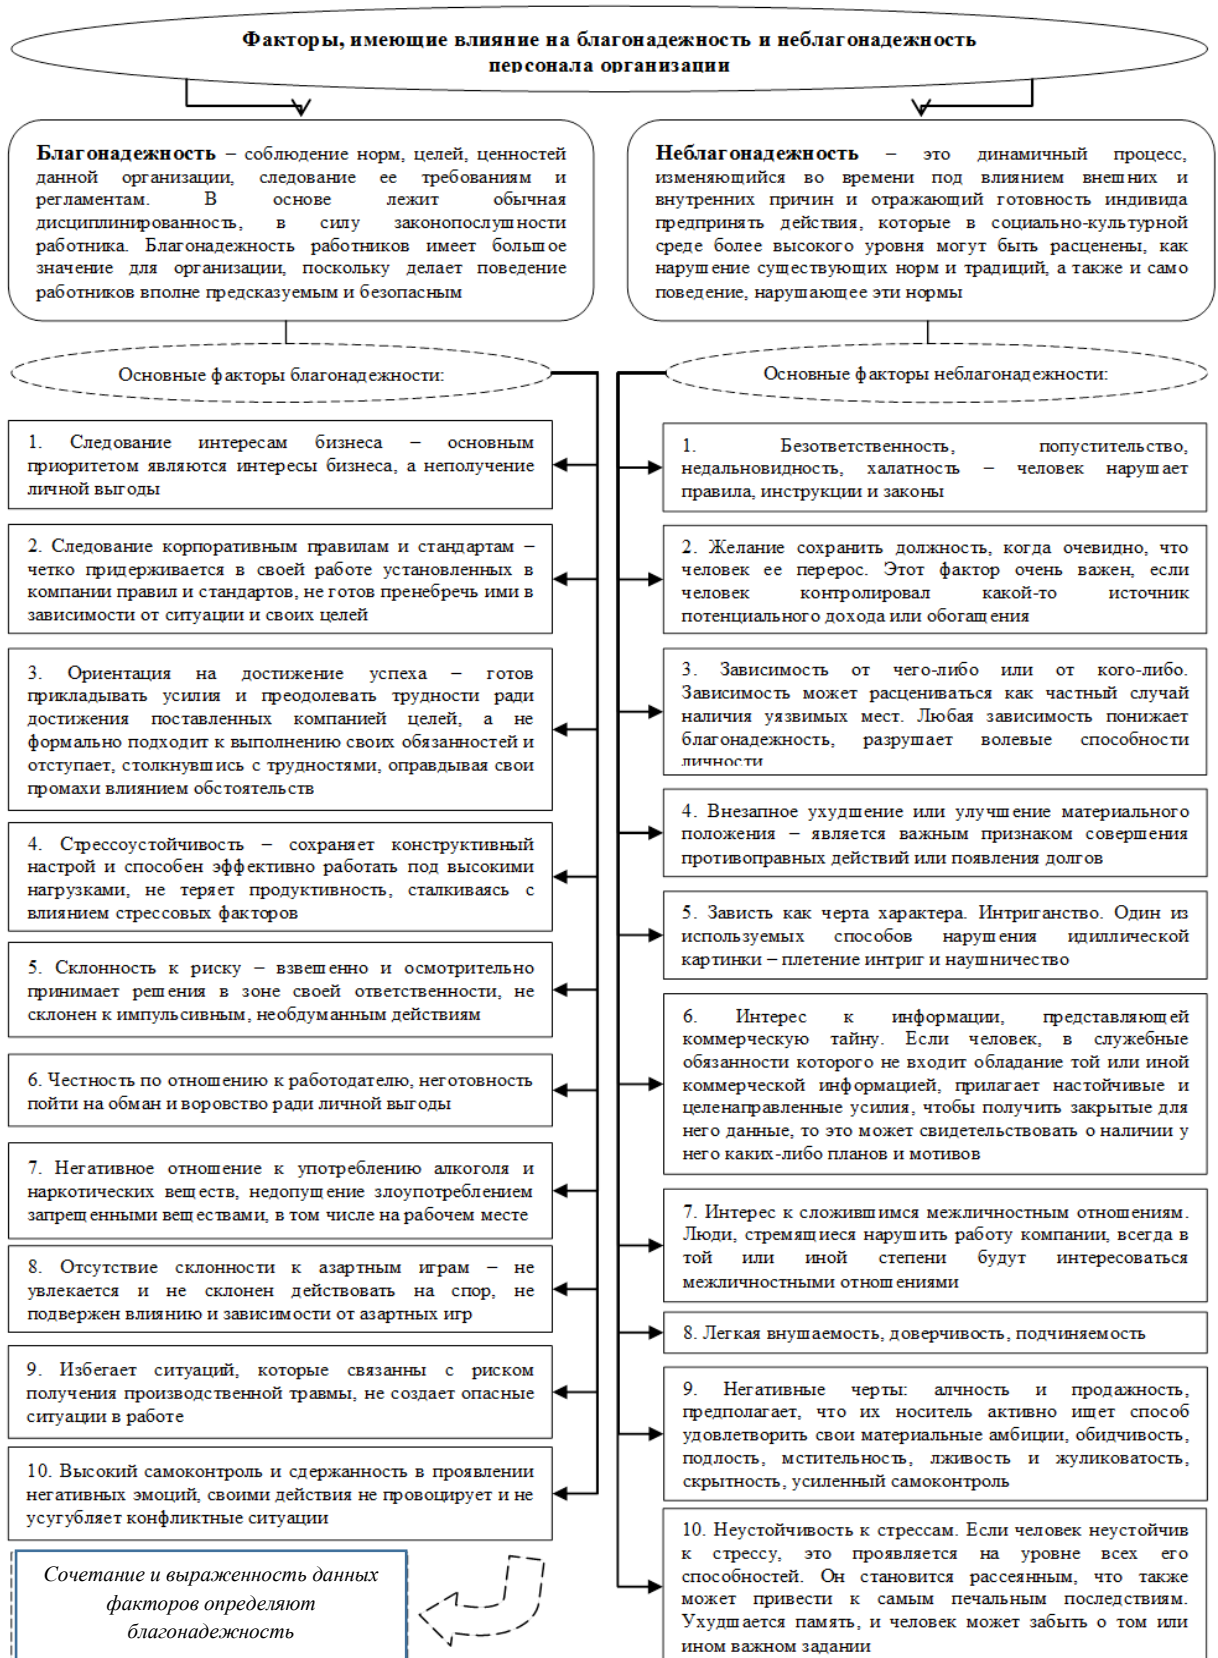 Факторы, имеющие влияние на благонадежность и неблагонадежность
персонала организации
Благонадежность – соблюдение норм, целей, ценностей
данной организации, следование ее требованиям и
регламентам. В основе лежит обычная
дисциплинированность, в силу законопослушности
работника. Благонадежность работников имеет большое
значение для организации, поскольку делает поведение
работников вполне предсказуемым и безопасным
Неблагонадежность – это динамичный процесс,
изменяющийся во времени под влиянием внешних и
внутренних причин и отражающий готовность индивида
предпринять действия, которые в социально-культурной
среде более высокого уровня могут быть расценены, как
нарушение существующих норм и традиций, а также и само
поведение, нарушающее эти нормы
Основные факторы благонадежности:
1. Следование интересам бизнеса – основным
приоритетом являются интересы бизнеса, а неполучение
личной выгоды
2. Следование корпоративным правилам и стандартам –
четко придерживается в своей работе установленных в
компании правил и стандартов, не готов пренебречь ими в
зависимости от ситуации и своих целей
3. Ориентация на достижение успеха – готов
прикладывать усилия и преодолевать трудности ради
достижения поставленных компанией целей, а не
формально подходит к выполнению своих обязанностей и
отступает, столкнувшись с трудностями, оправдывая свои
промахи влиянием обстоятельств
4. Стрессоустойчивость – сохраняет конструктивный
настрой и способен эффективно работать под высокими
нагрузками, не теряет продуктивность, сталкиваясь с
влиянием стрессовых факторов
5. Склонность к риску – взвешенно и осмотрительно
принимает решения в зоне своей ответственности, не
склонен к импульсивным, необдуманным действиям
6. Честность по отношению к работодателю, неготовность
пойти на обман и воровство ради личной выгоды
7. Негативное отношение к употреблению алкоголя и
наркотических веществ, недопущение злоупотреблением
запрещенными веществами, в том числе на рабочем месте
8. Отсутствие склонности к азартным играм – не
увлекается и не склонен действовать на спор, не
подвержен влиянию и зависимости от азартных игр
9. Избегает ситуаций, которые связанны с риском
получения производственной травмы, не создает опасные
ситуации в работе
10. Высокий самоконтроль и сдержанность в проявлении
негативных эмоций, своими действия не провоцирует и не
усугубляет конфликтные ситуации
Сочетание и выраженность данных
факторов определяют
благонадежность
Основные факторы неблагонадежности:
1. Безответственность, попустительство,
недальновидность, халатность – человек нарушает
правила, инструкции и законы
2. Желание сохранить должность, когда очевидно, что
человек ее перерос. Этот фактор очень важен, если
человек контролировал какой-то источник
потенциального дохода или обогащения
3. Зависимость от чего-либо или от кого-либо.
Зависимость может расцениваться как частный случай
наличия уязвимых мест. Любая зависимость понижает
благонадежность, разрушает волевые способности
личности
4. Внезапное ухудшение или улучшение материального
положения – является важным признаком совершения
противоправных действий или появления долгов
5. Зависть как черта характера. Интриганство. Один из
используемых способов нарушения идиллической
картинки – плетение интриг и наушничество
6. Интерес к информации, представляющей
коммерческую тайну. Если человек, в служебные
обязанности которого не входит обладание той или иной
коммерческой информацией, прилагает настойчивые и
целенаправленные усилия, чтобы получить закрытые для
него данные, то это может свидетельствовать о наличии у
него каких-либо планов и мотивов
7. Интерес к сложившимся межличностным отношениям.
Люди, стремящиеся нарушить работу компании, всегда в
той или иной степени будут интересоваться
межличностными отношениями
8. Легкая внушаемость, доверчивость, подчиняемость
9. Негативные черты: алчность и продажность,
предполагает, что их носитель активно ищет способ
удовлетворить свои материальные амбиции, обидчивость,
подлость, мстительность, лживость и жуликоватость,
скрытность, усиленный самоконтроль
10. Неустойчивость к стрессам. Если человек неустойчив
к стрессу, это проявляется на уровне всех его
способностей. Он становится рассеянным, что также
может привести к самым печальным последствиям.
Ухудшается память, и человек может забыть о том или
ином важном задании